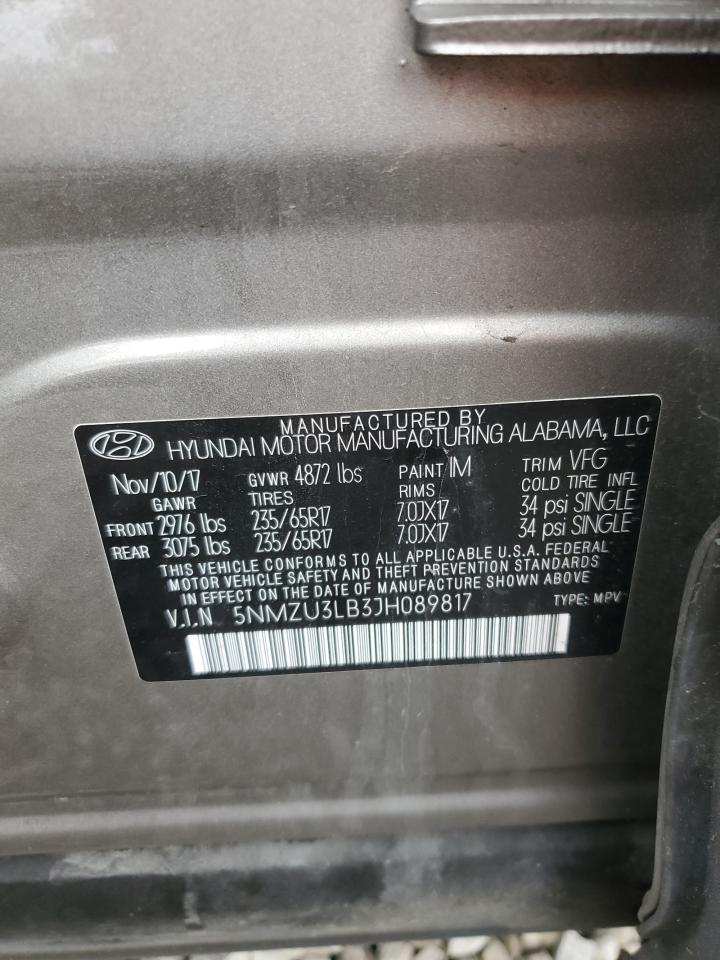 MANUFACTURED BY
HYUNDAI MOTOR MANUFACTURING ALABAMA, LLC
Nov/10/17 GVWR 4872 lbs PAINT IM TRIM VFG
GAWR TIRES RIMS COLD TIRE INFL
FRONT 2976 lbs 235/65R17 7.0JX17 34 psi SINGLE
REAR 3075 lbs 235/65R17 7.0JX17 34 psi SINGLE
THIS VEHICLE CONFORMS TO ALL APPLICABLE U.S.A. FEDERAL
MOTOR VEHICLE SAFETY AND THEFT PREVENTION STANDARDS
IN EFFECT ON THE DATE OF MANUFACTURE SHOWN ABOVE
V.I.N 5NMZU3LB3JH089817 TYPE: MPV